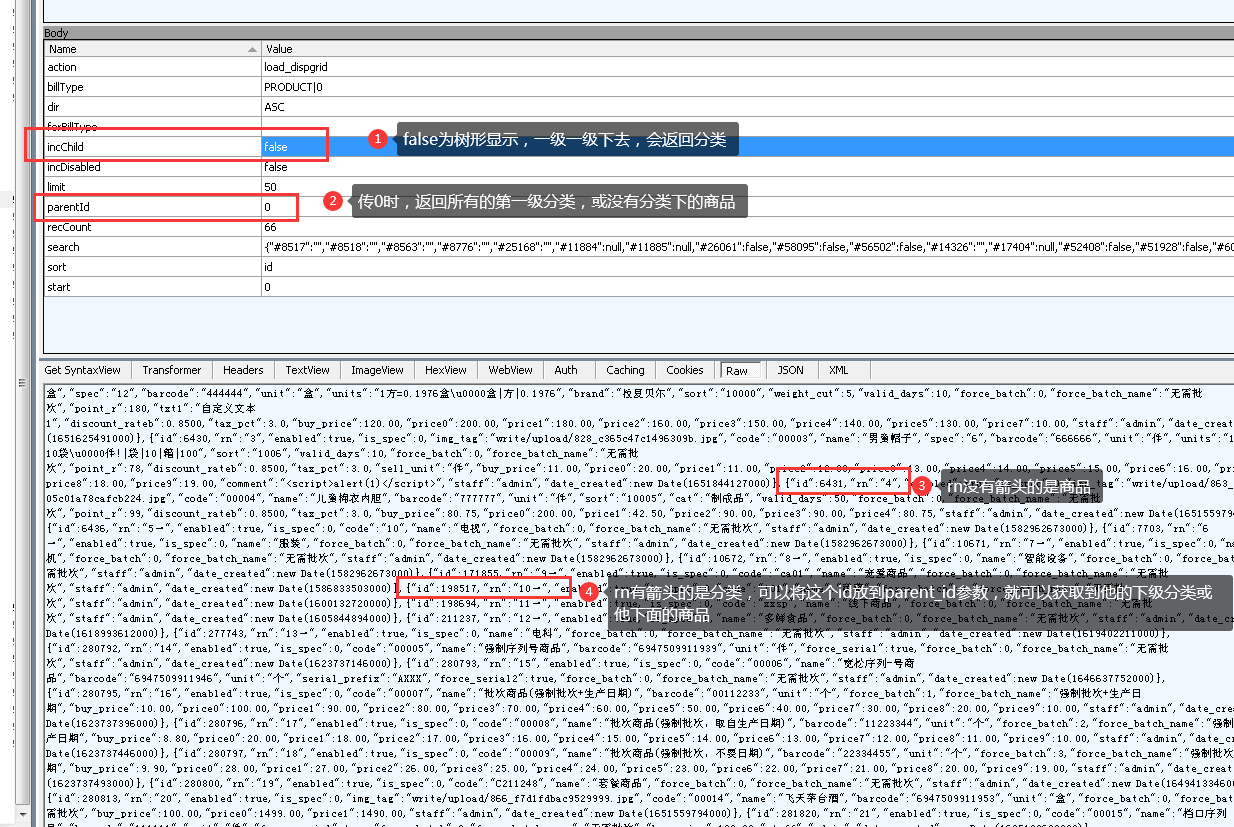 Body
Name Value
action load_dispgrid
billType PRODUCT|0
dir ASC
forBillType
incChild false
1 false为树形显示，一级一级下去，会返回分类
incDisabled false
limit 50
parentId 0
2 传0时，返回所有的第一级分类，或没有分类下的商品
recCount 66
search {"#8517":"","#8518":"","#8563":"","#8776":"","#25168":"","#11884":null,"#11885":null,"#26061":false,"#58095":false,"#56502":false,"#14326":"","#17404":null,"#52408":false,"#51928":false,"#60
sort id
start 0
Get SyntaxView Transformer Headers TextView ImageView HexView WebView Auth Caching Cookies Raw JSON XML
盒","spec":"12","barcode":"444444","unit":"盒","units":"1方=0.1976盒\u0000盒|方|0.1976","brand":"校复贝尔","sort":"10000","weight_cut":5,"valid_days":10,"force_batch":0,"force_batch_name":"无需批
次","point_r":180,"txt1":"自定义文本
1","discount_rateb":0.8500,"tax_pct":3.0,"buy_price":120.00,"price0":200.00,"price1":180.00,"price2":160.00,"price3":150.00,"price4":140.00,"price5":130.00,"price7":10.00,"staff":"admin","date_created":new Date
(1651625491000)},{"id":6430,"rn":"3","enabled":true,"is_spec":0,"img_tag":"write/upload/828_c365c47c1496309b.jpg","code":"00003","name":"男童帽子","spec":"6","barcode":"666666","unit":"件","units":"1
10袋\u0000件!|袋|10|箱|100","sort":"1006","valid_days":10,"force_batch":0,"force_batch_name":"无需批
次","point_r":78,"discount_rateb":0.8500,"tax_pct":3.0,"sell_unit":"件","buy_price":11.00,"price0":20.00,"price1":11.00,"price2":12.00,"price3":13.00,"price4":14.00,"price5":15.00,"price6":16.00,"price
price8":18.00,"price9":19.00,"comment":"<script>alert(1)</script>","staff":"admin","date_created":new Date(1651844127000)},{"id":6431,"rn":"4",
_tag":"write/upload/863_
3 rn没有箭头的是商品
05c01a78cafcb224.jpg","code":"00004","name":"儿童棉衣内胆","barcode":"777777","unit":"件","sort":"10005","cat":"制成品","valid_days":50,"force_batch":0,"force_batch_name":"无需批
次","point_r":99,"discount_rateb":0.8500,"tax_pct":3.0,"buy_price":80.75,"price0":200.00,"price1":42.50,"price2":90.00,"price3":90.00,"price4":80.75,"staff":"admin","date_created":new Date(1651559794
{"id":6436,"rn":"5→","enabled":true,"is_spec":0,"code":"10","name":"电视","force_batch":0,"force_batch_name":"无需批次","staff":"admin","date_created":new Date(1582962673000)},{"id":7703,"rn":"6
→","enabled":true,"is_spec":0,"name":"服装","force_batch":0,"force_batch_name":"无需批次","staff":"admin","date_created":new Date(1582962673000)},{"id":10671,"rn":"7→","enabled":true,"is_spec":0,"na
机","force_batch":0,"force_batch_name":"无需批次","staff":"admin","date_created":new Date(1582962673000)},{"id":10672,"rn":"8→","enabled":true,"is_spec":0,"name":"智能设备","force_batch":0,"force_ba
需批次","staff":"admin","date_created":new Date(1582962673000)},{"id":171855,"rn":"9→","enabled":true,"is_spec":0,"code":"ca01","name":"宠爱商品","force_batch":0,"force_batch_name":"无需批
次","staff":"admin","date_created":new
Date(1586833503000)},{"id":198517,"rn":"10→","ena
4 rn有箭头的是分类，可以将这个id放到parent_id参数，就可以获取到他的下级分类或
他下面的商品
Date(1600132720000)},{"id":198694,"rn":"11→","enabled":true,"is_spec":0,"code":"xxsp","name":"线下商品","force_batch":0,"force_batch_name":"无需批次","staff":"admin","date_created":new
Date(1605844894000)},{"id":211237,"rn":"12→","enabled":true,"is_spec":0,"name":"多鲜食品","force_batch":0,"force_batch_name":"无需批次","staff":"admin","date_created":new
Date(1618993612000)},{"id":277743,"rn":"13→","enabled":true,"is_spec":0,"name":"电料","force_batch":0,"force_batch_name":"无需批次","staff":"admin","date_created":new Date(1619402211000)},
{"id":280792,"rn":"14","enabled":true,"is_spec":0,"code":"00005","name":"强制序列号商品","barcode":"6947509911939","unit":"件","force_serial":true,"force_batch":0,"force_batch_name":"无需批
次","staff":"admin","date_created":new Date(1623737146000)},{"id":280793,"rn":"15","enabled":true,"is_spec":0,"code":"00006","name":"宽松序列-号商
品","barcode":"6947509911946","unit":"个","serial_prefix":"AXXX","force_serial2":true,"force_batch":0,"force_batch_name":"无需批次","staff":"admin","date_created":new Date(1646637752000)},
{"id":280795,"rn":"16","enabled":true,"is_spec":0,"code":"00007","name":"批次商品(强制批次+生产日期)","barcode":"00112233","unit":"个","force_batch":1,"force_batch_name":"强制批次+生产日
期","buy_price":10.00,"price0":100.00,"price1":90.00,"price2":80.00,"price3":70.00,"price4":60.00,"price5":50.00,"price6":40.00,"price7":30.00,"price8":20.00,"price9":10.00,"staff":"admin","date_created":new
Date(1623737396000)},{"id":280796,"rn":"17","enabled":true,"is_spec":0,"code":"00008","name":"批次商品(强制批次，取自生产日期)","barcode":"11223344","unit":"个","force_batch":2,"force_batch_name":"强制
产日期","buy_price":8.80,"price0":20.00,"price1":18.00,"price2":17.00,"price3":16.00,"price4":15.00,"price5":14.00,"price6":13.00,"price7":12.00,"price8":11.00,"price9":10.00,"staff":"admin","date_created":new Date
(1623737446000)},{"id":280797,"rn":"18","enabled":true,"is_spec":0,"code":"00009","name":"批次商品(强制批次，不要日期)","barcode":"22334455","unit":"个","force_batch":3,"force_batch_name":"强制批次
期","buy_price":9.90,"price0":28.00,"price1":27.00,"price2":26.00,"price3":25.00,"price4":24.00,"price5":23.00,"price6":22.00,"price7":21.00,"price8":20.00,"price9":19.00,"staff":"admin","date_created":new Date
(1623737493000)},{"id":280800,"rn":"19","enabled":true,"is_spec":0,"code":"C211248","name":"套餐商品","force_batch":0,"force_batch_name":"无需批次","staff":"admin","date_created":new Date(1649413346000
{"id":280813,"rn":"20","enabled":true,"is_spec":0,"img_tag":"write/upload/866_f7d1fdbac9529999.jpg","code":"00014","name":"飞天茅台酒","barcode":"6947509911953","unit":"盒","force_batch":0,"force_batch
需批次","buy_price":100.00,"price0":1499.00,"price1":1490.00,"staff":"admin","date_created":new Date(1651559794000)},{"id":281820,"rn":"21","enabled":true,"is_spec":0,"code":"00015","name":"档口序列